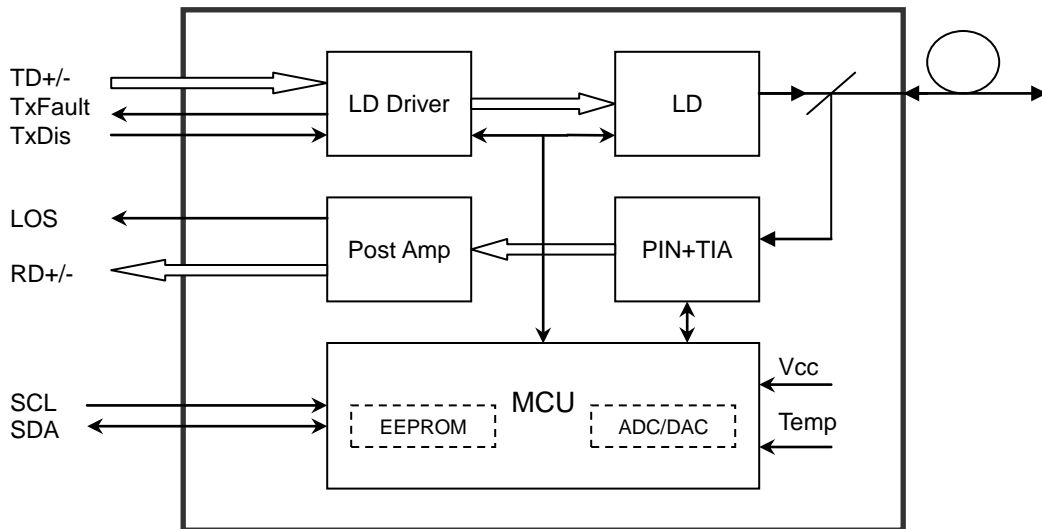 TD+/-
TxFault
TxDis
LD Driver
LD
LOS
RD+/-
Post Amp
PIN+TIA
SCL
SDA
MCU
EEPROM
ADC/DAC
Vcc
Temp